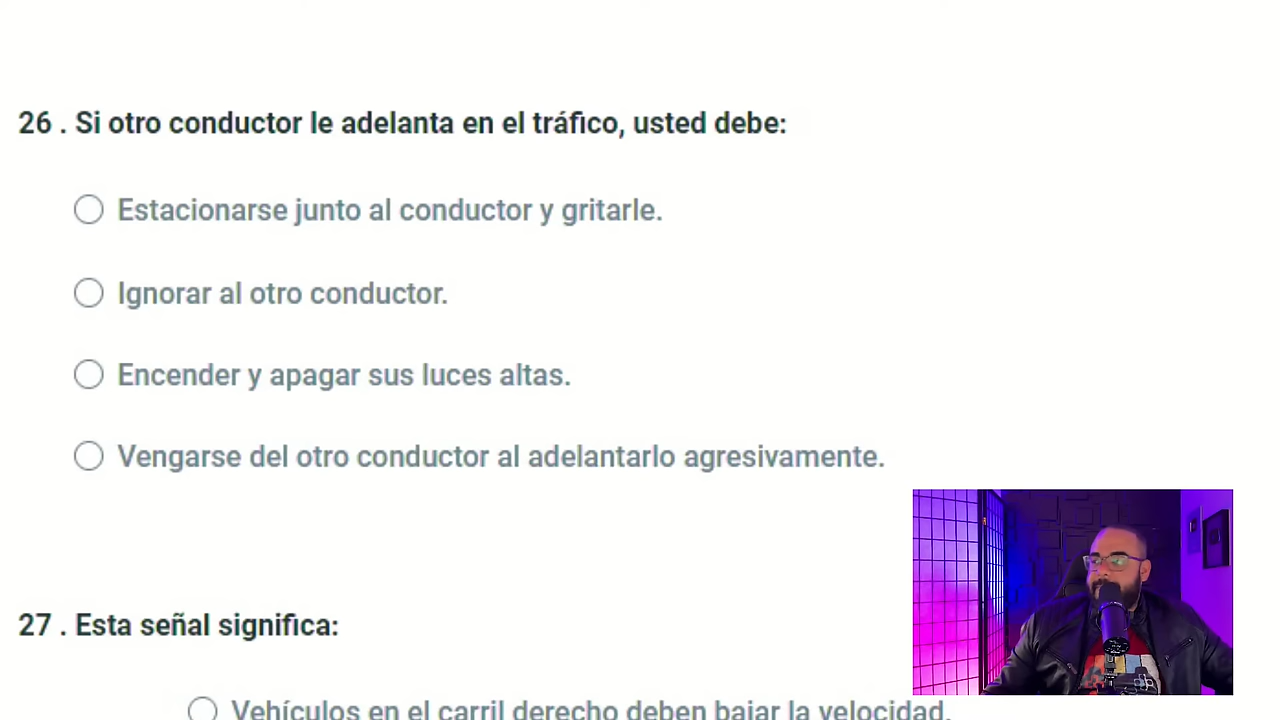 26 . Si otro conductor le adelanta en el tráfico, usted debe:
Estacionarse junto al conductor y gritarle.
Ignorar al otro conductor.
Encender y apagar sus luces altas.
Vengarse del otro conductor al adelantarlo agresivamente.
27 . Esta señal significa:
Vehículos en el carril derecho deben bajar la velocidad.